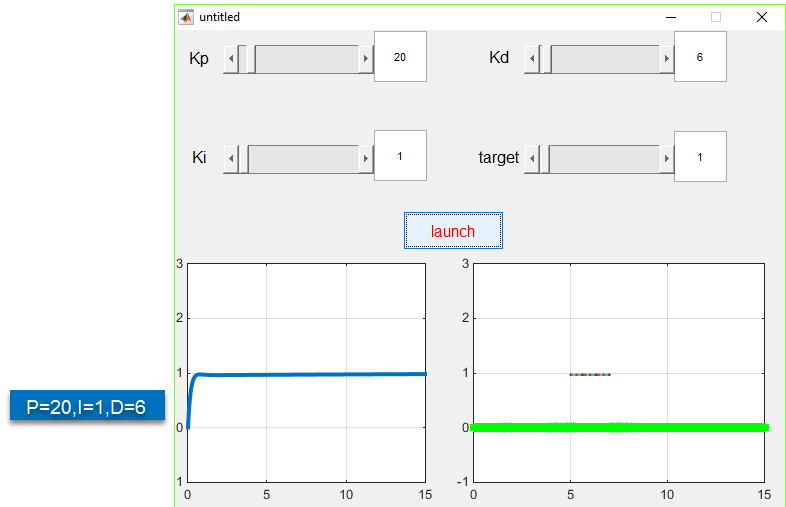 untitled
Kp 20 Kd 6
Ki 1 target 1
launch
3 3
2 2
1 1
P=20,I=1,D=6
0 0
1 -1
0 5 10 15 0 5 10 15